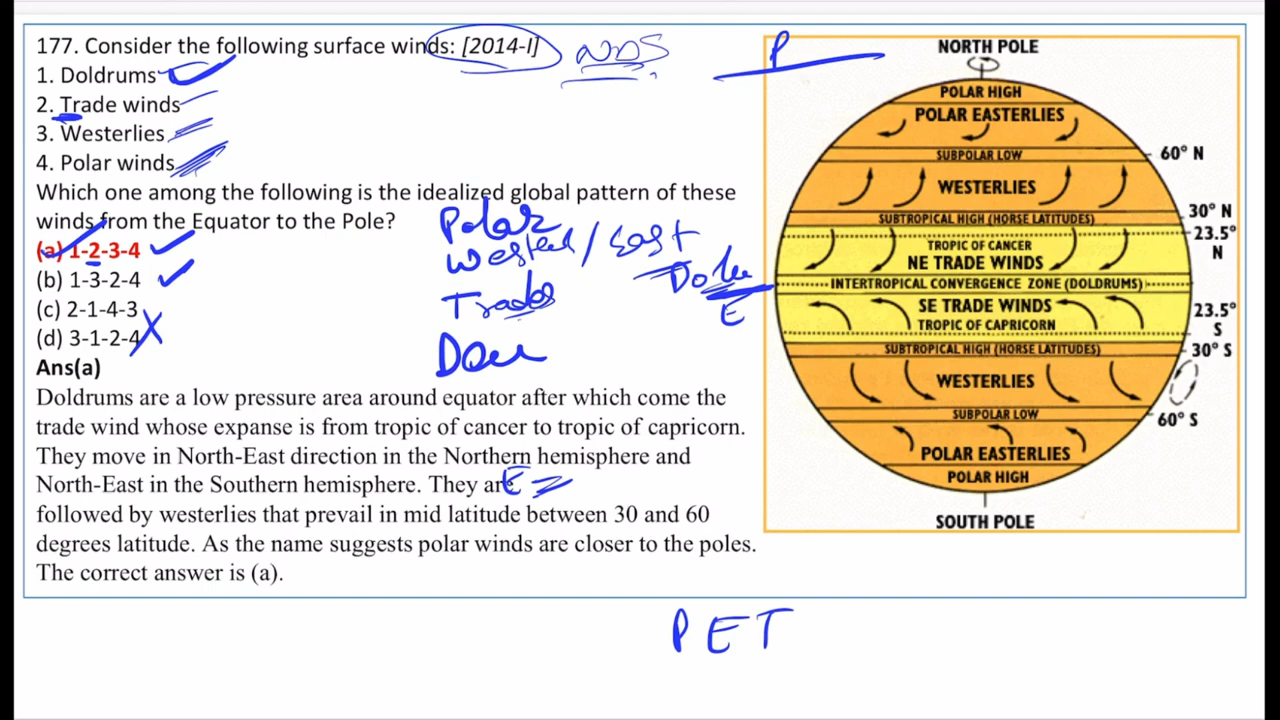 177. Consider the following surface winds: [2014-I]
NDS
P
1. Doldrums
2. Trade winds
3. Westerlies
4. Polar winds
Which one among the following is the idealized global pattern of these
winds from the Equator to the Pole?
(a) 1-2-3-4
(b) 1-3-2-4
(c) 2-1-4-3
(d) 3-1-2-4
Ans(a)
Polar
/ East
Trades
E
Doldrums are a low pressure area around equator after which come the
trade wind whose expanse is from tropic of cancer to tropic of capricorn.
They move in North-East direction in the Northern hemisphere and
North-East in the Southern hemisphere. They are
E
followed by westerlies that prevail in mid latitude between 30 and 60
degrees latitude. As the name suggests polar winds are closer to the poles.
The correct answer is (a).
NORTH POLE
POLAR HIGH
POLAR EASTERLIES
SUBPOLAR LOW
60° N
WESTERLIES
SUBTROPICAL HIGH (HORSE LATITUDES)
30° N
23.5°
N
TROPIC OF CANCER
NE TRADE WINDS
INTERTROPICAL CONVERGENCE ZONE (DOLDRUMS)
SE TRADE WINDS
TROPIC OF CAPRICORN
23.5°
S
SUBTROPICAL HIGH (HORSE LATITUDES)
30° S
WESTERLIES
SUBPOLAR LOW
60° S
POLAR EASTERLIES
POLAR HIGH
SOUTH POLE
PET